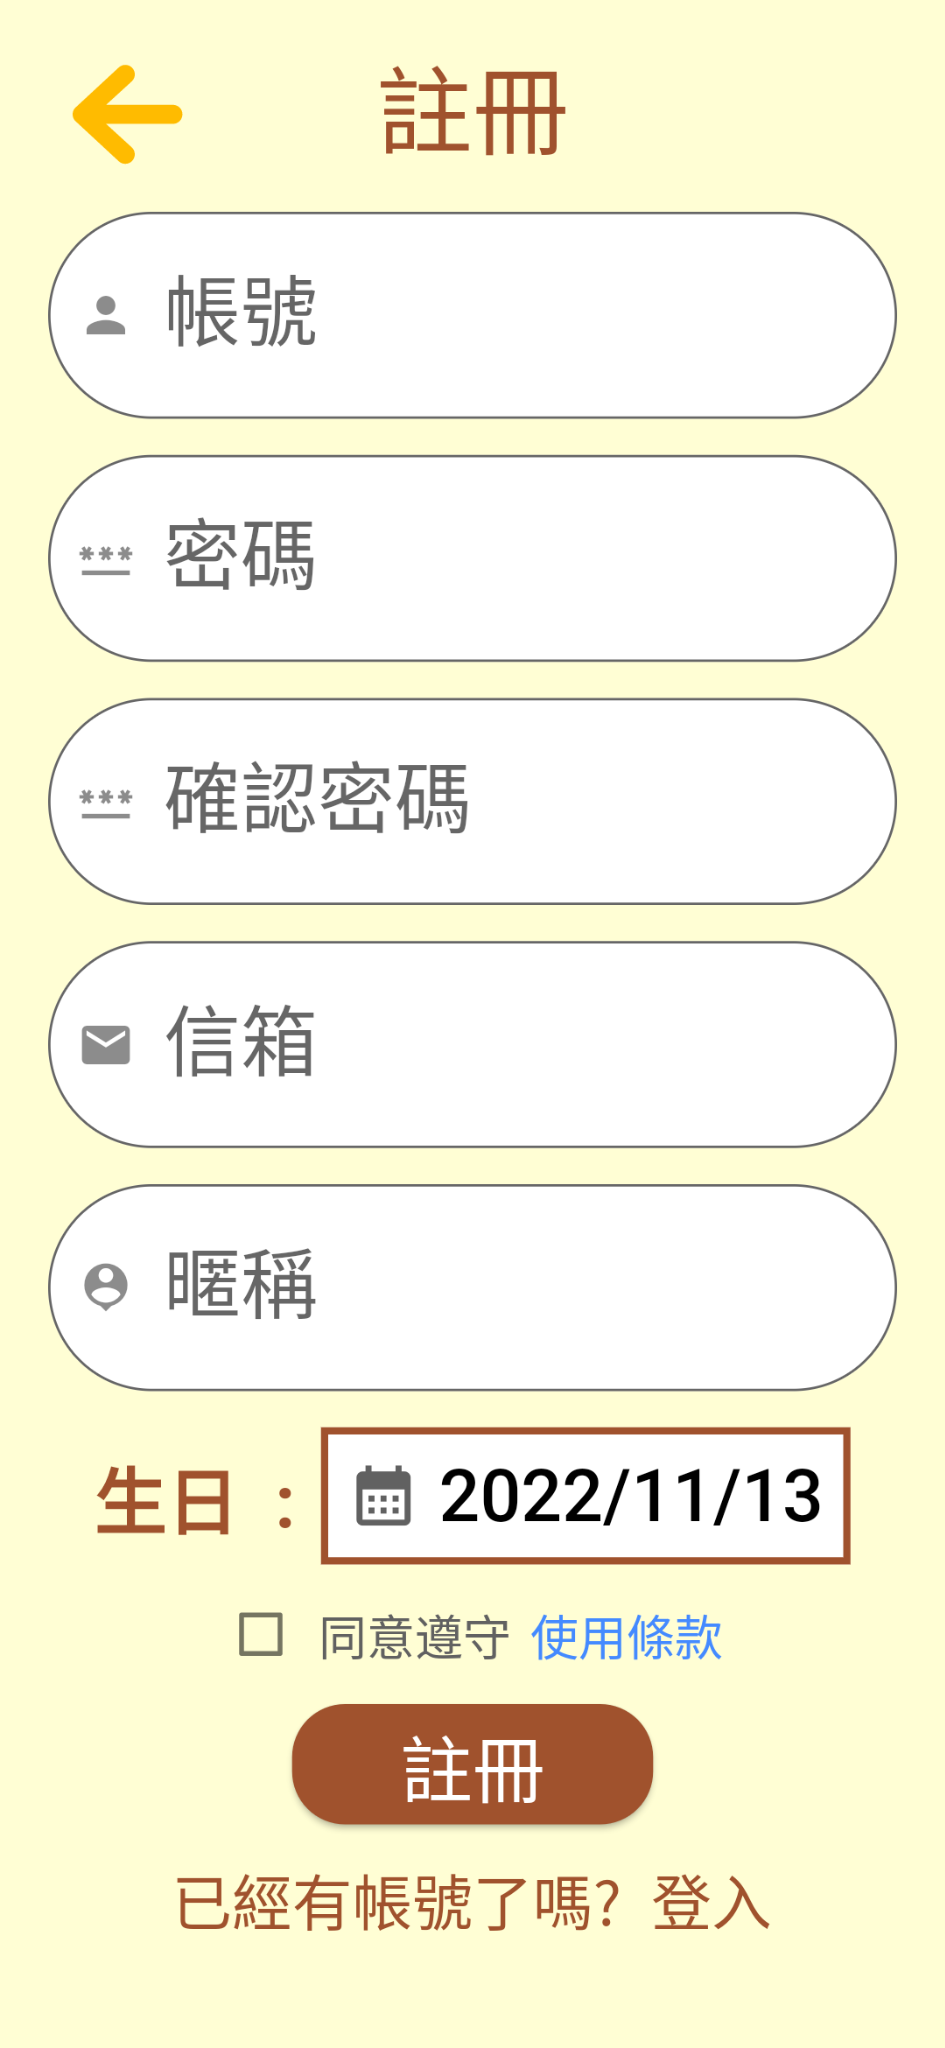 註冊
帳號
密碼
確認密碼
信箱
暱稱
生日 : 2022/11/13
同意遵守 使用條款
註冊
已經有帳號了嗎? 登入